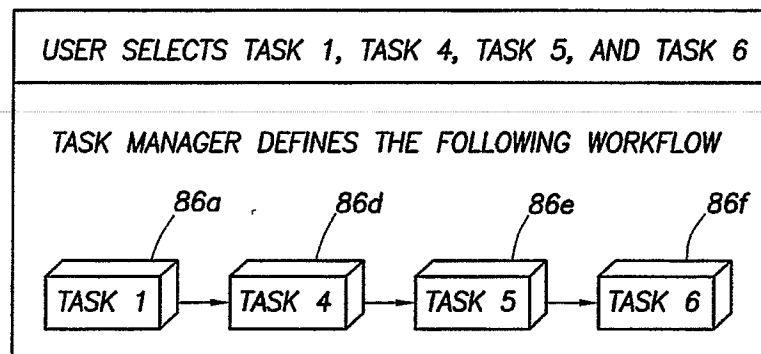 USER SELECTS TASK 1, TASK 4, TASK 5, AND TASK 6
TASK MANAGER DEFINES THE FOLLOWING WORKFLOW
86a 86d 86e 86f
TASK 1 TASK 4 TASK 5 TASK 6